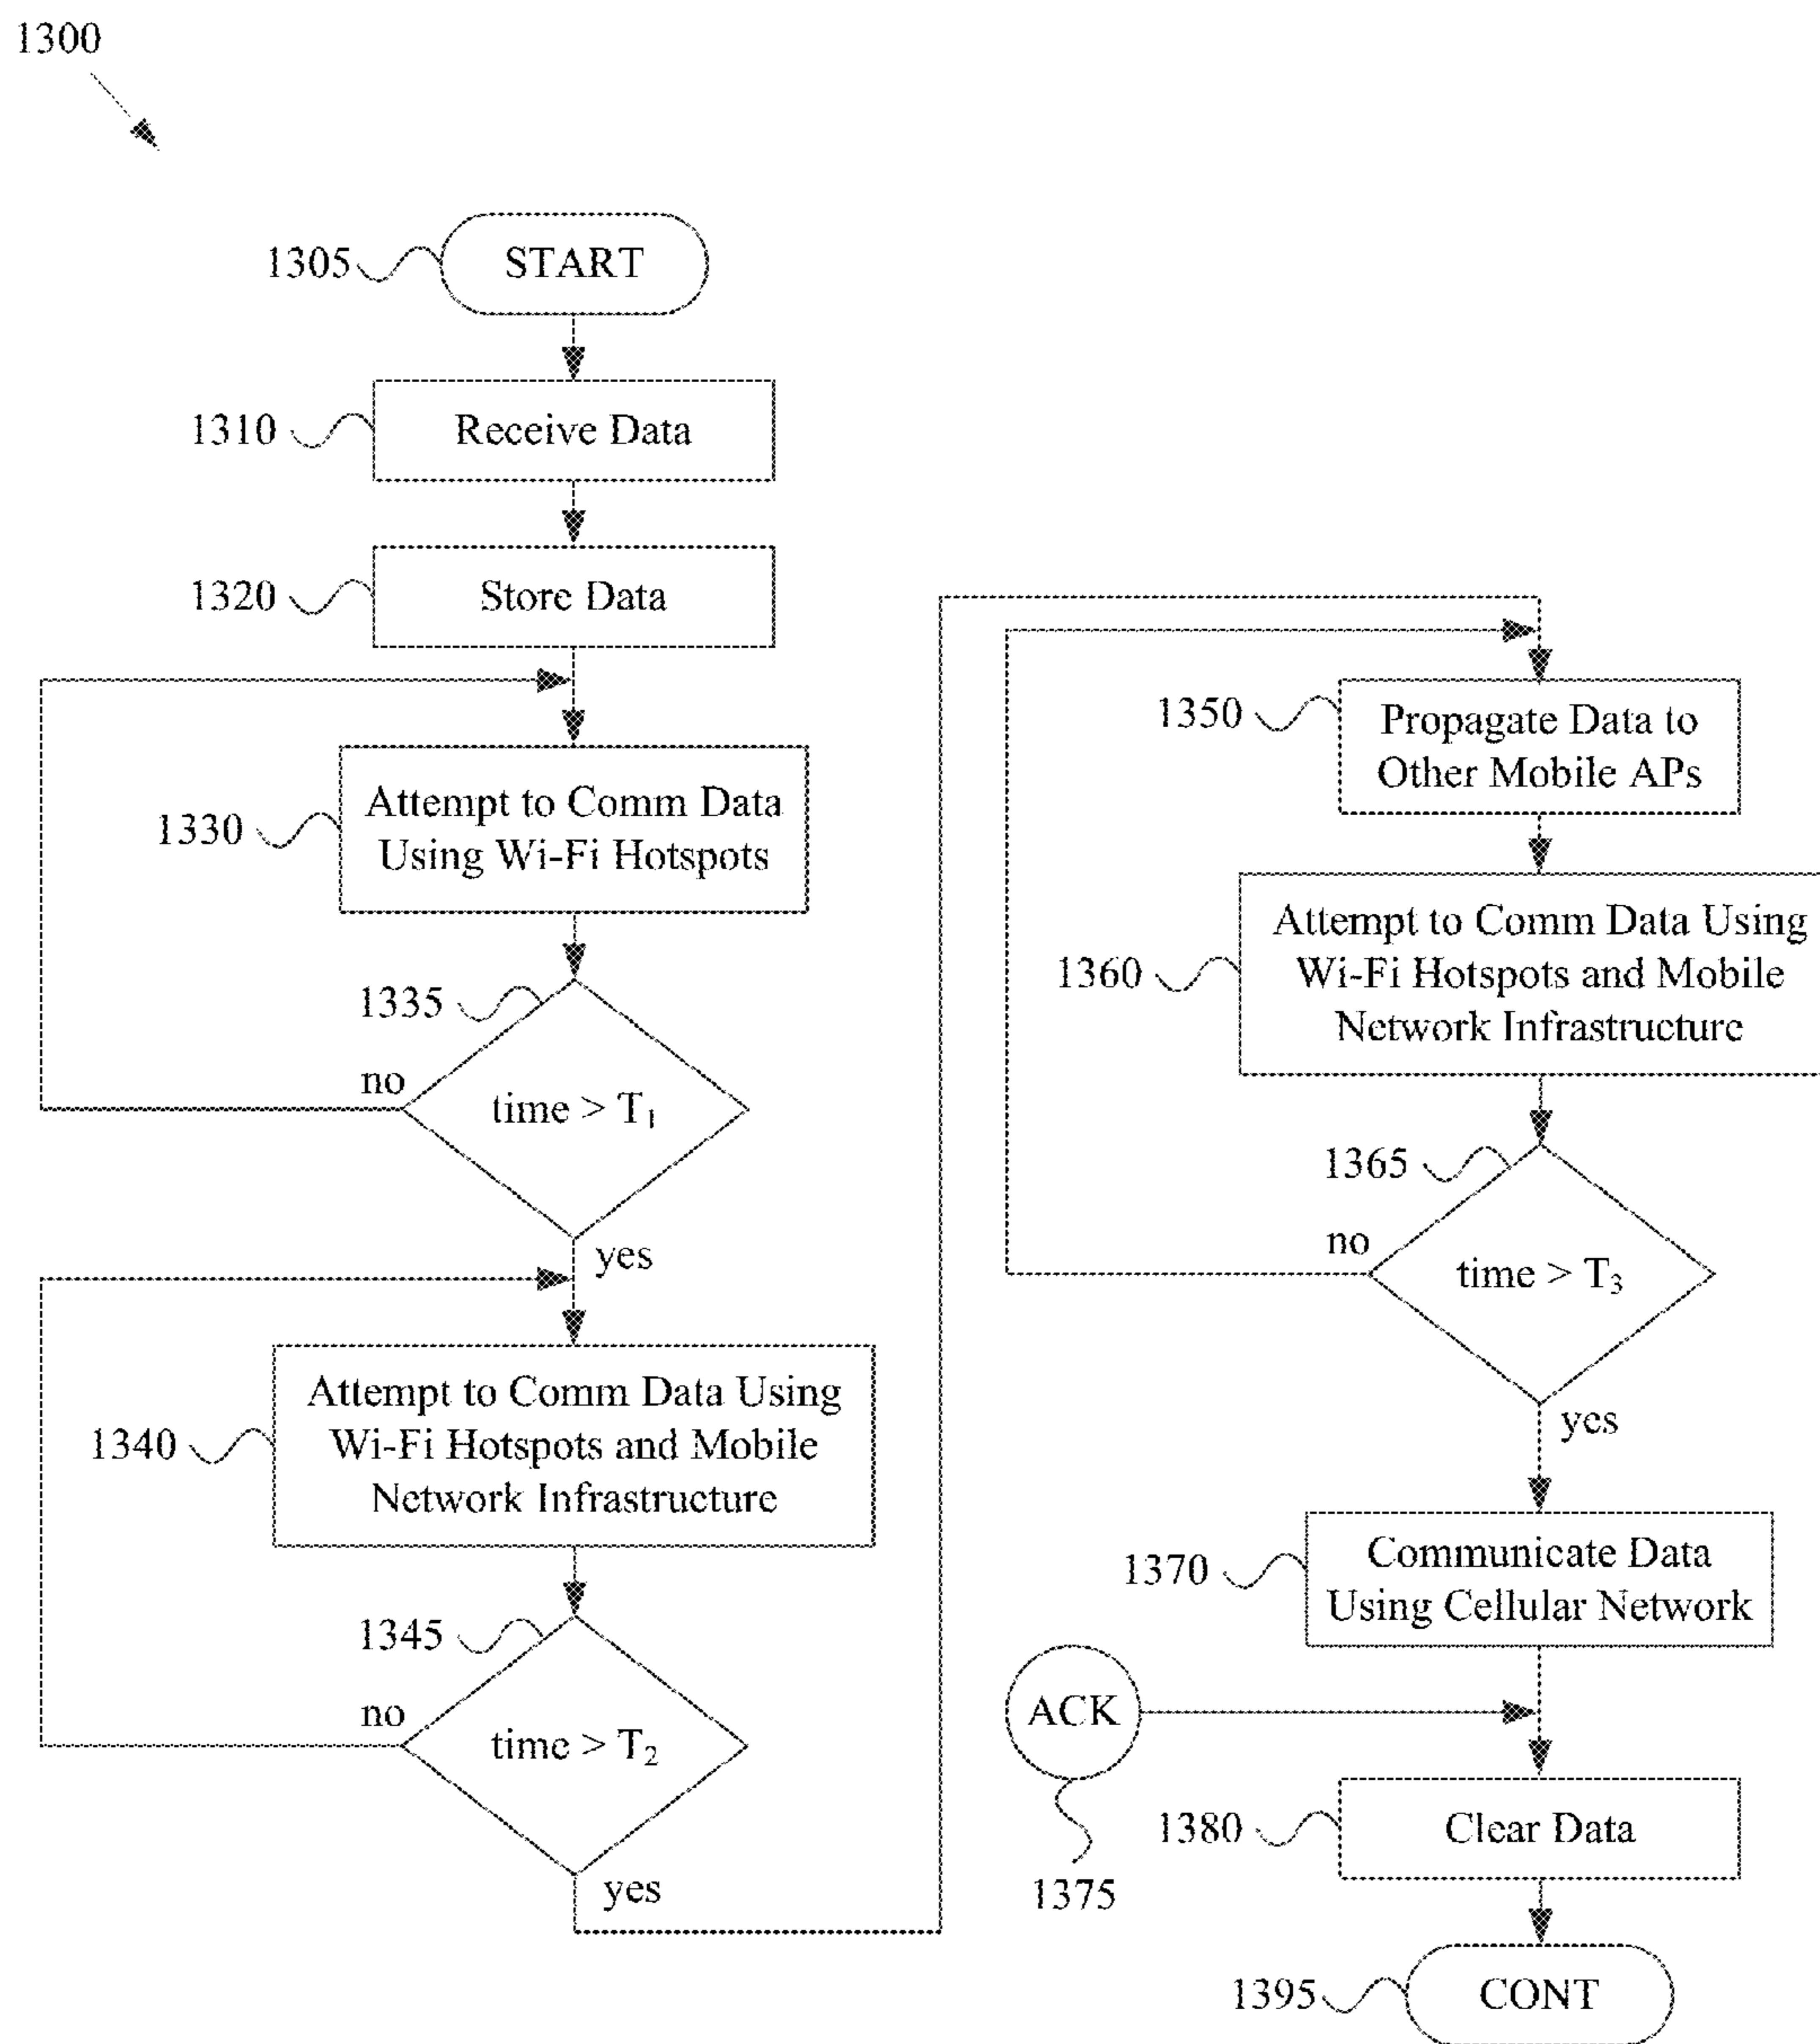 1300
1305
START
1310
Receive Data
1320
Store Data
1330
Attempt to Comm Data
Using Wi-Fi Hotspots
1335
no
time > T₁
yes
1340
Attempt to Comm Data Using
Wi-Fi Hotspots and Mobile
Network Infrastructure
1345
no
time > T₂
yes
1350
Propagate Data to
Other Mobile APs
1360
Attempt to Comm Data Using
Wi-Fi Hotspots and Mobile
Network Infrastructure
1365
no
time > T₃
yes
1370
Communicate Data
Using Cellular Network
ACK
1375
1380
Clear Data
1395
CONT